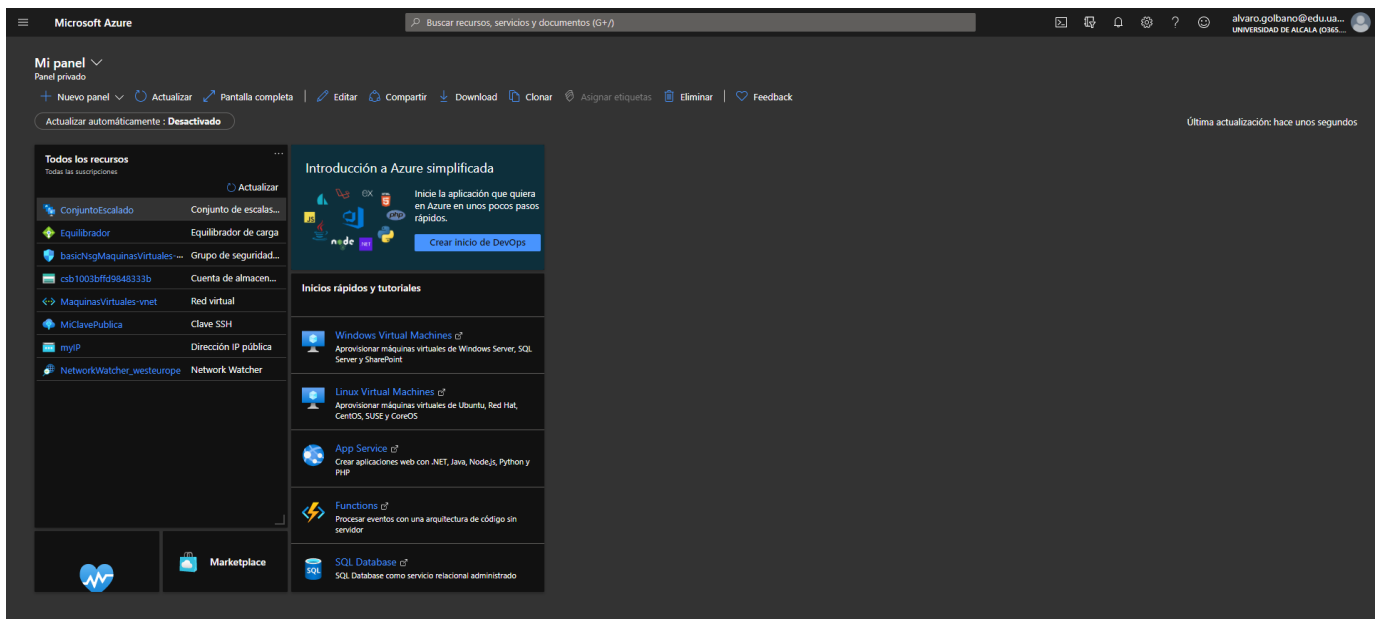 Microsoft Azure
Buscar recursos, servicios y documentos (G+/)
alvaro.golbano@edu.ua...
UNIVERSIDAD DE ALCALA (O365....
Mi panel
Panel privado
Nuevo panel
Actualizar
Pantalla completa
Editar
Compartir
Download
Clonar
Asignar etiquetas
Eliminar
Feedback
Actualizar automáticamente : Desactivado
Última actualización: hace unos segundos
Todos los recursos
Todas las suscripciones
Actualizar
ConjuntoEscalado Conjunto de escalas...
Equilibrador Equilibrador de carga
basicNsgMaquinasVirtuales-... Grupo de seguridad...
csb1003bffd9848333b Cuenta de almacen...
MaquinasVirtuales-vnet Red virtual
MiClavePublica Clave SSH
myIP Dirección IP pública
NetworkWatcher_westeurope Network Watcher
Marketplace
Introducción a Azure simplificada
Inicie la aplicación que quiera
en Azure en unos pocos pasos
rápidos.
Crear inicio de DevOps
ex
JS
php
node
NET
Inicios rápidos y tutoriales
Windows Virtual Machines
Aprovisionar máquinas virtuales de Windows Server, SQL
Server y SharePoint
Linux Virtual Machines
Aprovisionar máquinas virtuales de Ubuntu, Red Hat,
CentOS, SUSE y CoreOS
App Service
Crear aplicaciones web con .NET, Java, Node.js, Python y
PHP
Functions
Procesar eventos con una arquitectura de código sin
servidor
SQL
SQL Database
SQL Database como servicio relacional administrado